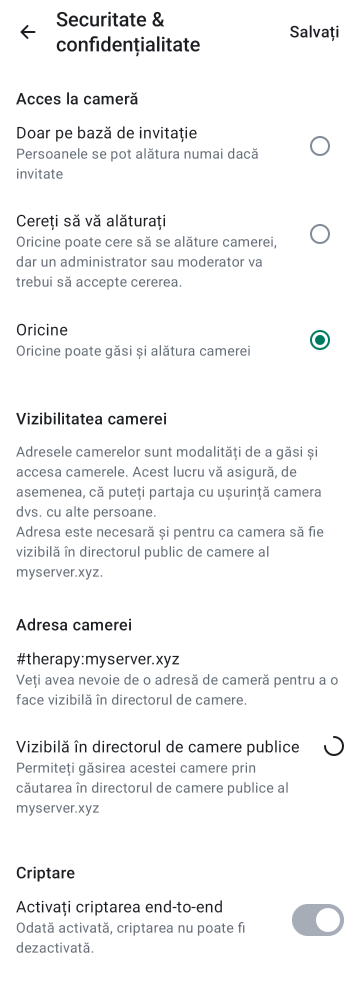 Securitate &
confidențialitate
Salvați
Acces la cameră
Doar pe bază de invitație
Persoanele se pot alătura numai dacă
invitate
Cereți să vă alăturați
Oricine poate cere să se alăture camerei,
dar un administrator sau moderator va
trebui să accepte cererea.
Oricine
Oricine poate găsi și alătura camerei
Vizibilitatea camerei
Adresele camerelor sunt modalități de a găsi și
accesa camerele. Acest lucru vă asigură, de
asemenea, că puteți partaja cu ușurință camera
dvs. cu alte persoane.
Adresa este necesară și pentru ca camera să fie
vizibilă în directorul public de camere al
myserver.xyz.
Adresa camerei
#therapy:myserver.xyz
Veți avea nevoie de o adresă de cameră pentru a o
face vizibilă în directorul de camere.
Vizibilă în directorul de camere publice
Permiteți găsirea acestei camere prin
căutarea în directorul de camere publice al
myserver.xyz
Criptare
Activați criptarea end-to-end
Odată activată, criptarea nu poate fi
dezactivată.